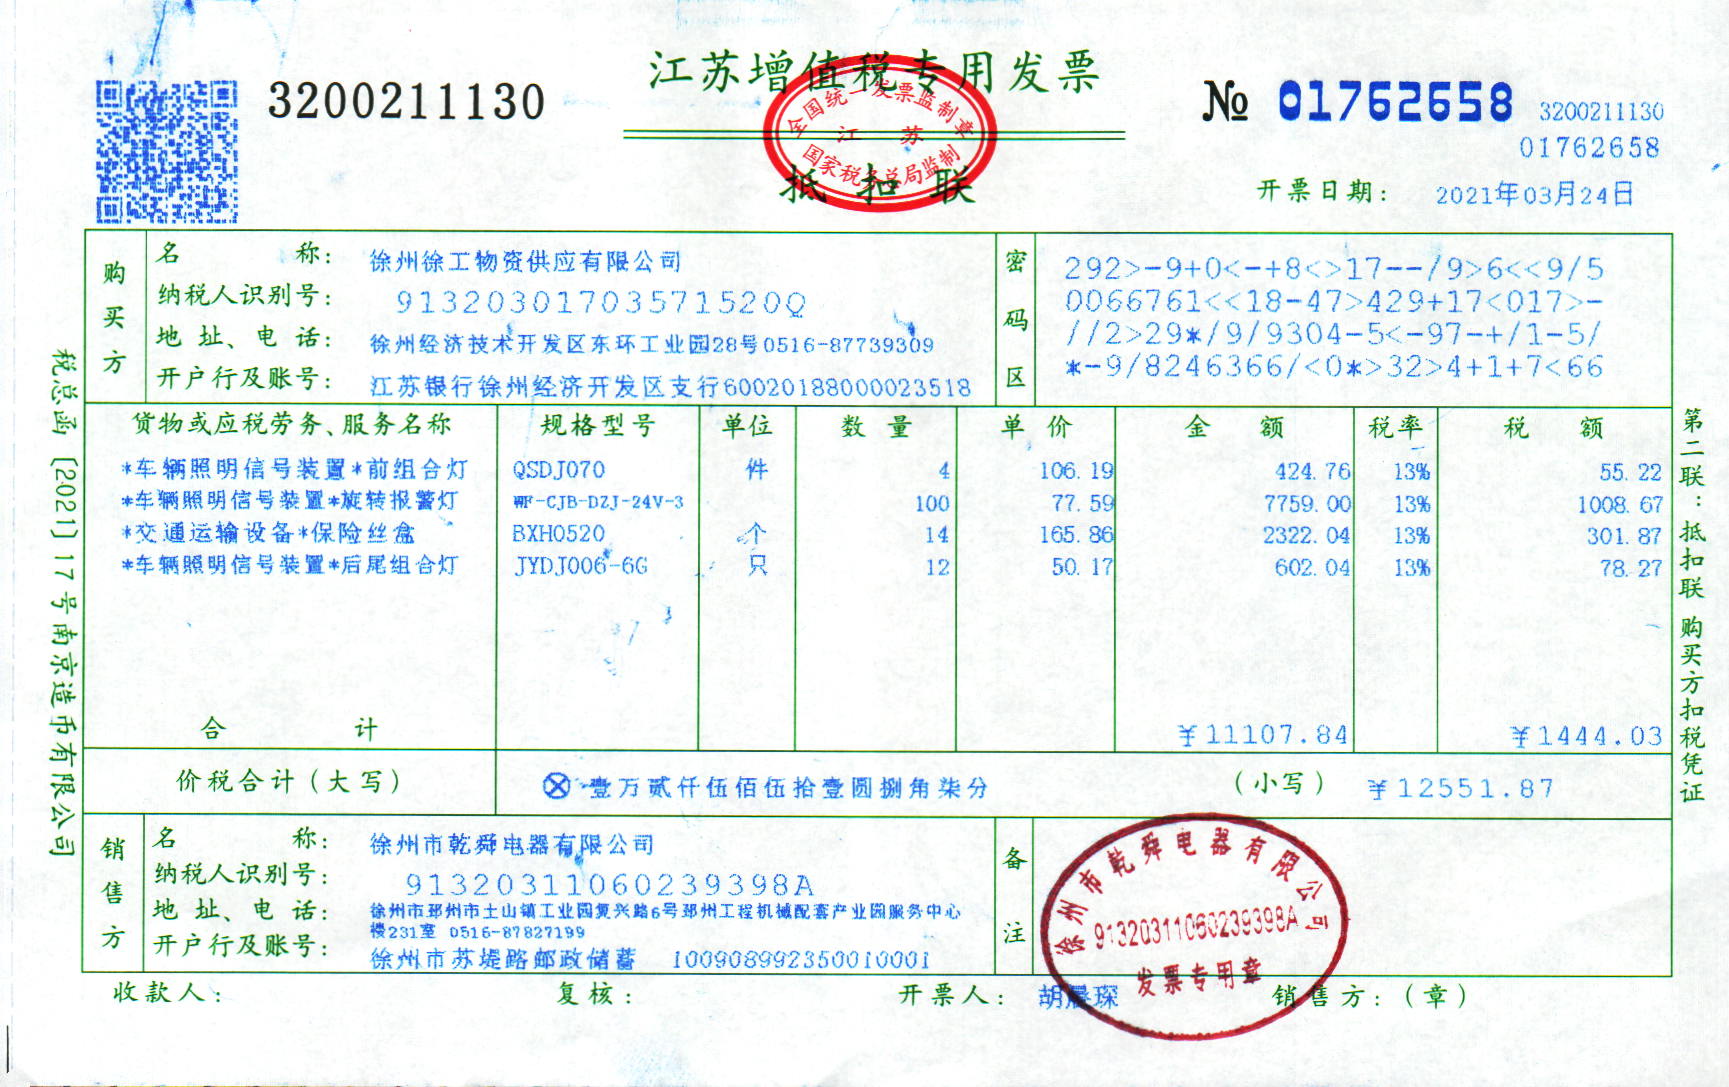 江苏增值税专用发票
3200211130
№ 01762658
3200211130
01762658
全国统一发票监制章
江 苏
国家税务总局监制
抵 扣 联
开票日期: 2021年03月24日
购买方
名 称: 徐州徐工物资供应有限公司
纳税人识别号: 91320301703571520Q
地 址、电 话: 徐州经济技术开发区东环工业园28号0516-87739309
开户行及账号: 江苏银行徐州经济开发区支行60020188000023518
密码区
292>-9+0<-+8<>17--/9>6<<9/5
0066761<<18-47>429+17<017>-
//2>29*/9/9304-5<-97-+/1-5/
*-9/8246366/<0*>32>4+1+7<66
货物或应税劳务、服务名称 规格型号 单位 数 量 单 价 金 额 税率 税 额
*车辆照明信号装置*前组合灯 QSDJ070 件 4 106.19 424.76 13% 55.22
*车辆照明信号装置*旋转报警灯 WF-CJB-DZJ-24V-3 100 77.59 7759.00 13% 1008.67
*交通运输设备*保险丝盒 BXH0520 个 14 165.86 2322.04 13% 301.87
*车辆照明信号装置*后尾组合灯 JYDJ006-6G 只 12 50.17 602.04 13% 78.27
合 计 ¥11107.84 ¥1444.03
价税合计(大写) ⊗壹万贰仟伍佰伍拾壹圆捌角柒分 (小写) ¥12551.87
销售方
名 称: 徐州市乾舜电器有限公司
纳税人识别号: 91320311060239398A
地 址、电 话: 徐州市邳州市土山镇工业园复兴路6号邳州工程机械配套产业园服务中心
楼231室 0516-87827199
开户行及账号: 徐州市苏堤路邮政储蓄 100908992350010001
备注
徐州市乾舜电器有限公司
91320311060239398A
发票专用章
收款人: 复核: 开票人: 胡晨琛 销售方:(章)
税总函〔2021〕17号南京造币有限公司
第二联:抵扣联 购买方扣税凭证